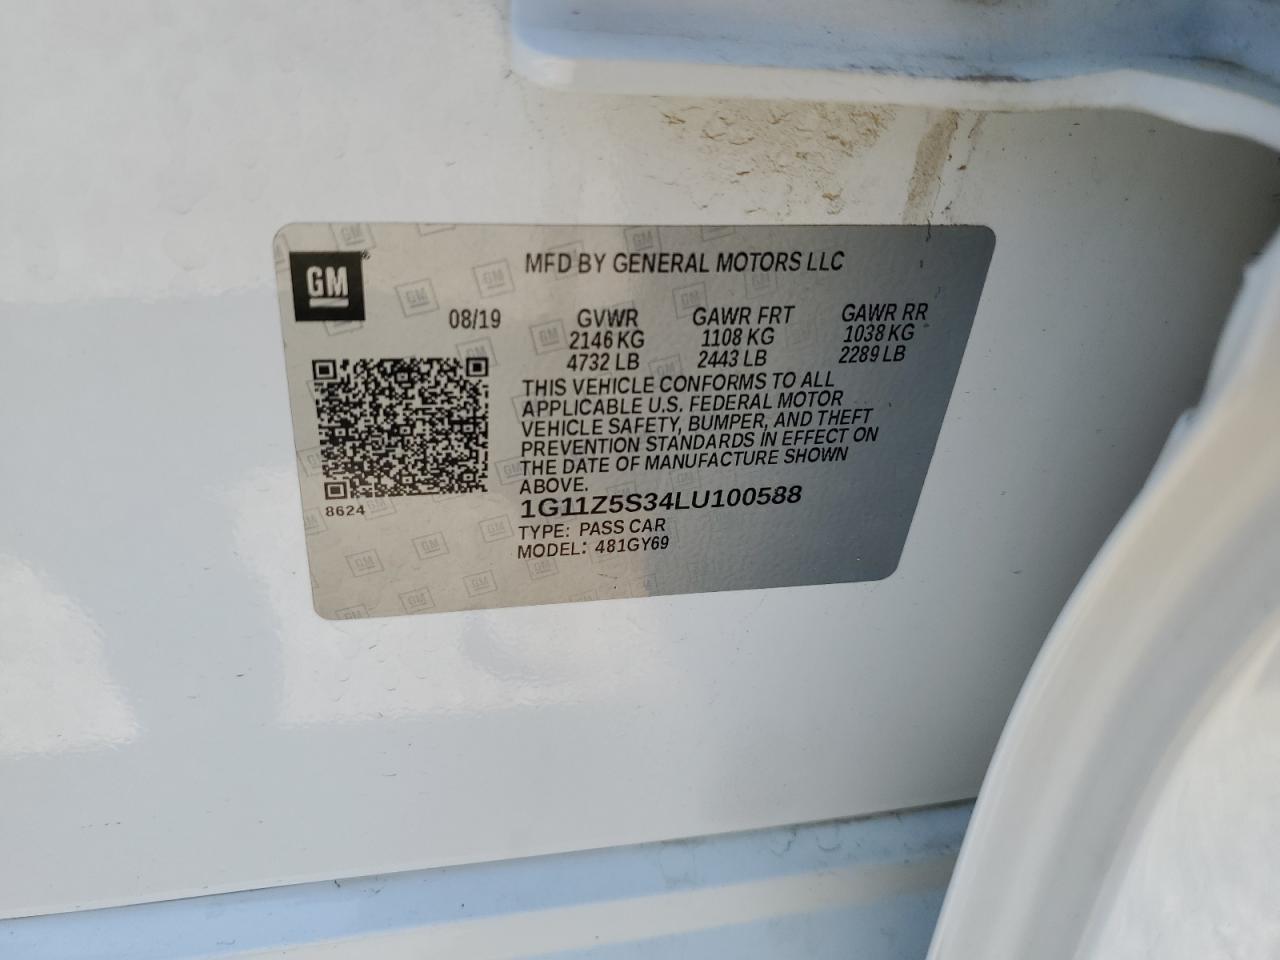 GM
MFD BY GENERAL MOTORS LLC
08/19 GVWR GAWR FRT GAWR RR
2146 KG 1108 KG 1038 KG
4732 LB 2443 LB 2289 LB
THIS VEHICLE CONFORMS TO ALL
APPLICABLE U.S. FEDERAL MOTOR
VEHICLE SAFETY, BUMPER, AND THEFT
PREVENTION STANDARDS IN EFFECT ON
THE DATE OF MANUFACTURE SHOWN
ABOVE.
8624
1G11Z5S34LU100588
TYPE: PASS CAR
MODEL: 481GY69